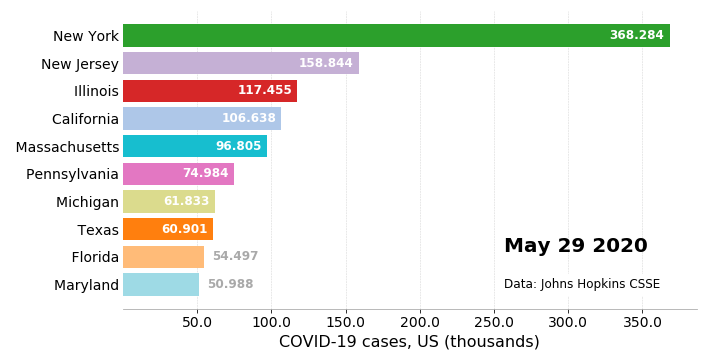 New York 368.284
New Jersey 158.844
Illinois 117.455
California 106.638
Massachusetts 96.805
Pennsylvania 74.984
Michigan 61.833
Texas 60.901
Florida 54.497
Maryland 50.988
May 29 2020
Data: Johns Hopkins CSSE
50.0 100.0 150.0 200.0 250.0 300.0 350.0
COVID-19 cases, US (thousands)